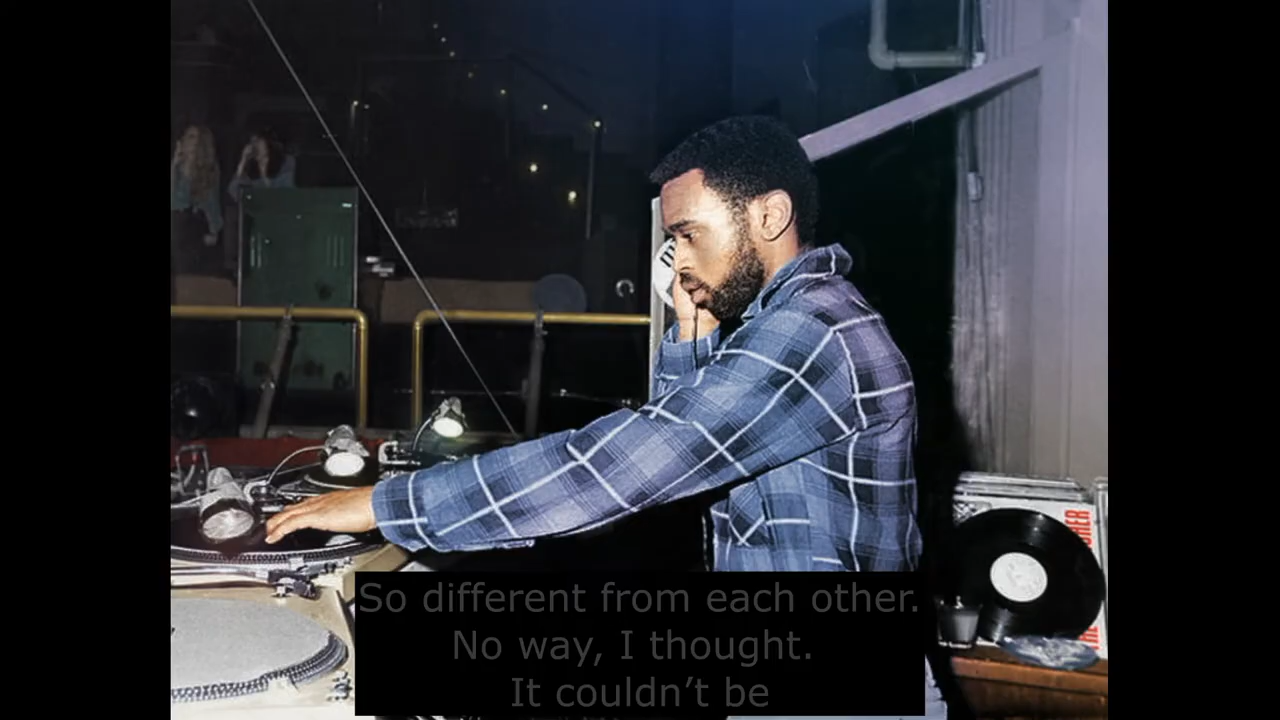 So different from each other.
No way, I thought.
It couldn't be